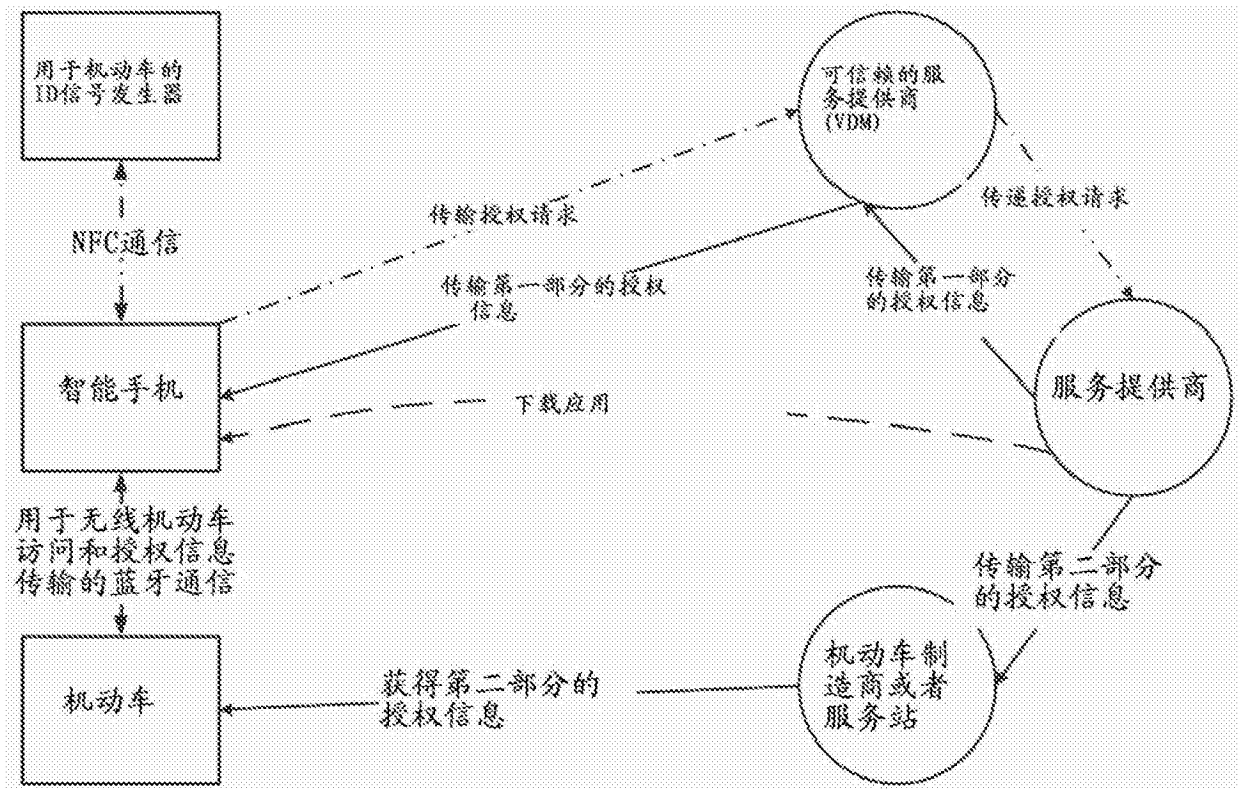 用于机动车的
ID信号发生器
可信赖的服
务提供商
(VDM)
传输授权请求
传递授权请求
NFC通信
传输第一部分的授权
信息
传输第一部分
的授权信息
智能手机
下载应用
服务提供商
用于无线机动车
访问和授权信息
传输的蓝牙通信
传输第二部分
的授权信息
机动车
获得第二部分的
授权信息
机动车制
造商或者
服务站